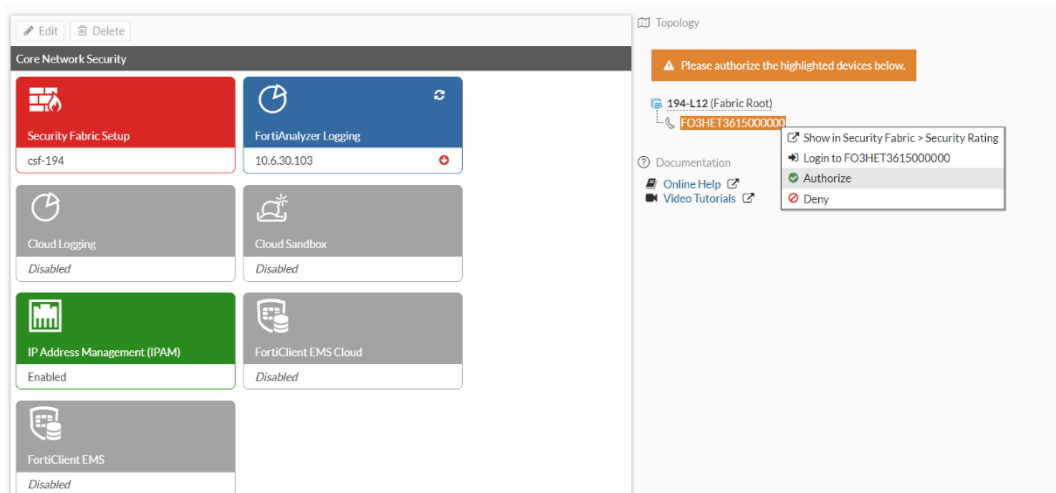 Edit Delete
Core Network Security
Security Fabric Setup
csf-194
FortiAnalyzer Logging
10.6.30.103
Cloud Logging
Disabled
Cloud Sandbox
Disabled
IP Address Management (IPAM)
Enabled
FortiClient EMS Cloud
Disabled
FortiClient EMS
Disabled
Topology
Please authorize the highlighted devices below.
194-L12 (Fabric Root)
FO3HET3615000000
Show in Security Fabric > Security Rating
Login to FO3HET3615000000
Authorize
Deny
Documentation
Online Help
Video Tutorials